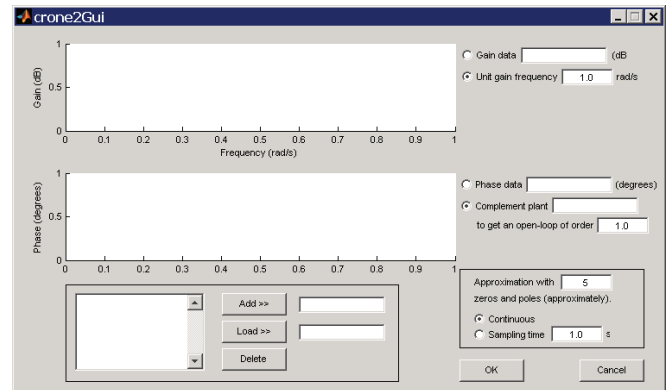 crone2Gui
1
0.5
0
Gain (dB)
0 0.1 0.2 0.3 0.4 0.5 0.6 0.7 0.8 0.9 1
Frequency (rad/s)
Gain data (dB
Unit gain frequency 1.0 rad/s
1
0.5
0
Phase (degrees)
0 0.1 0.2 0.3 0.4 0.5 0.6 0.7 0.8 0.9 1
Phase data (degrees)
Complement plant
to get an open-loop of order 1.0
Add >>
Load >>
Delete
Approximation with 5
zeros and poles (approximately).
Continuous
Sampling time 1.0 s
OK Cancel